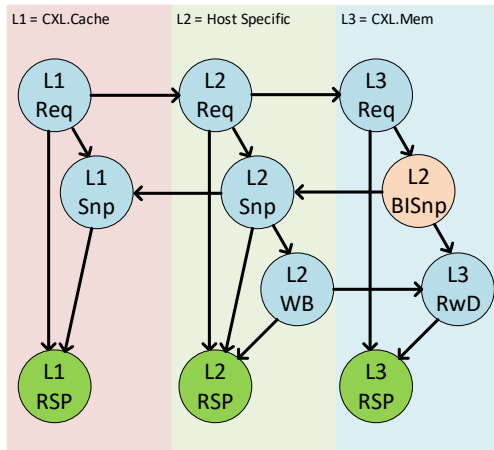 L1 = CXL.Cache
L2 = Host Specific
L3 = CXL.Mem
L1
Req
L2
Req
L3
Req
L1
Snp
L2
Snp
L2
BISnp
L2
WB
L3
RwD
L1
RSP
L2
RSP
L3
RSP